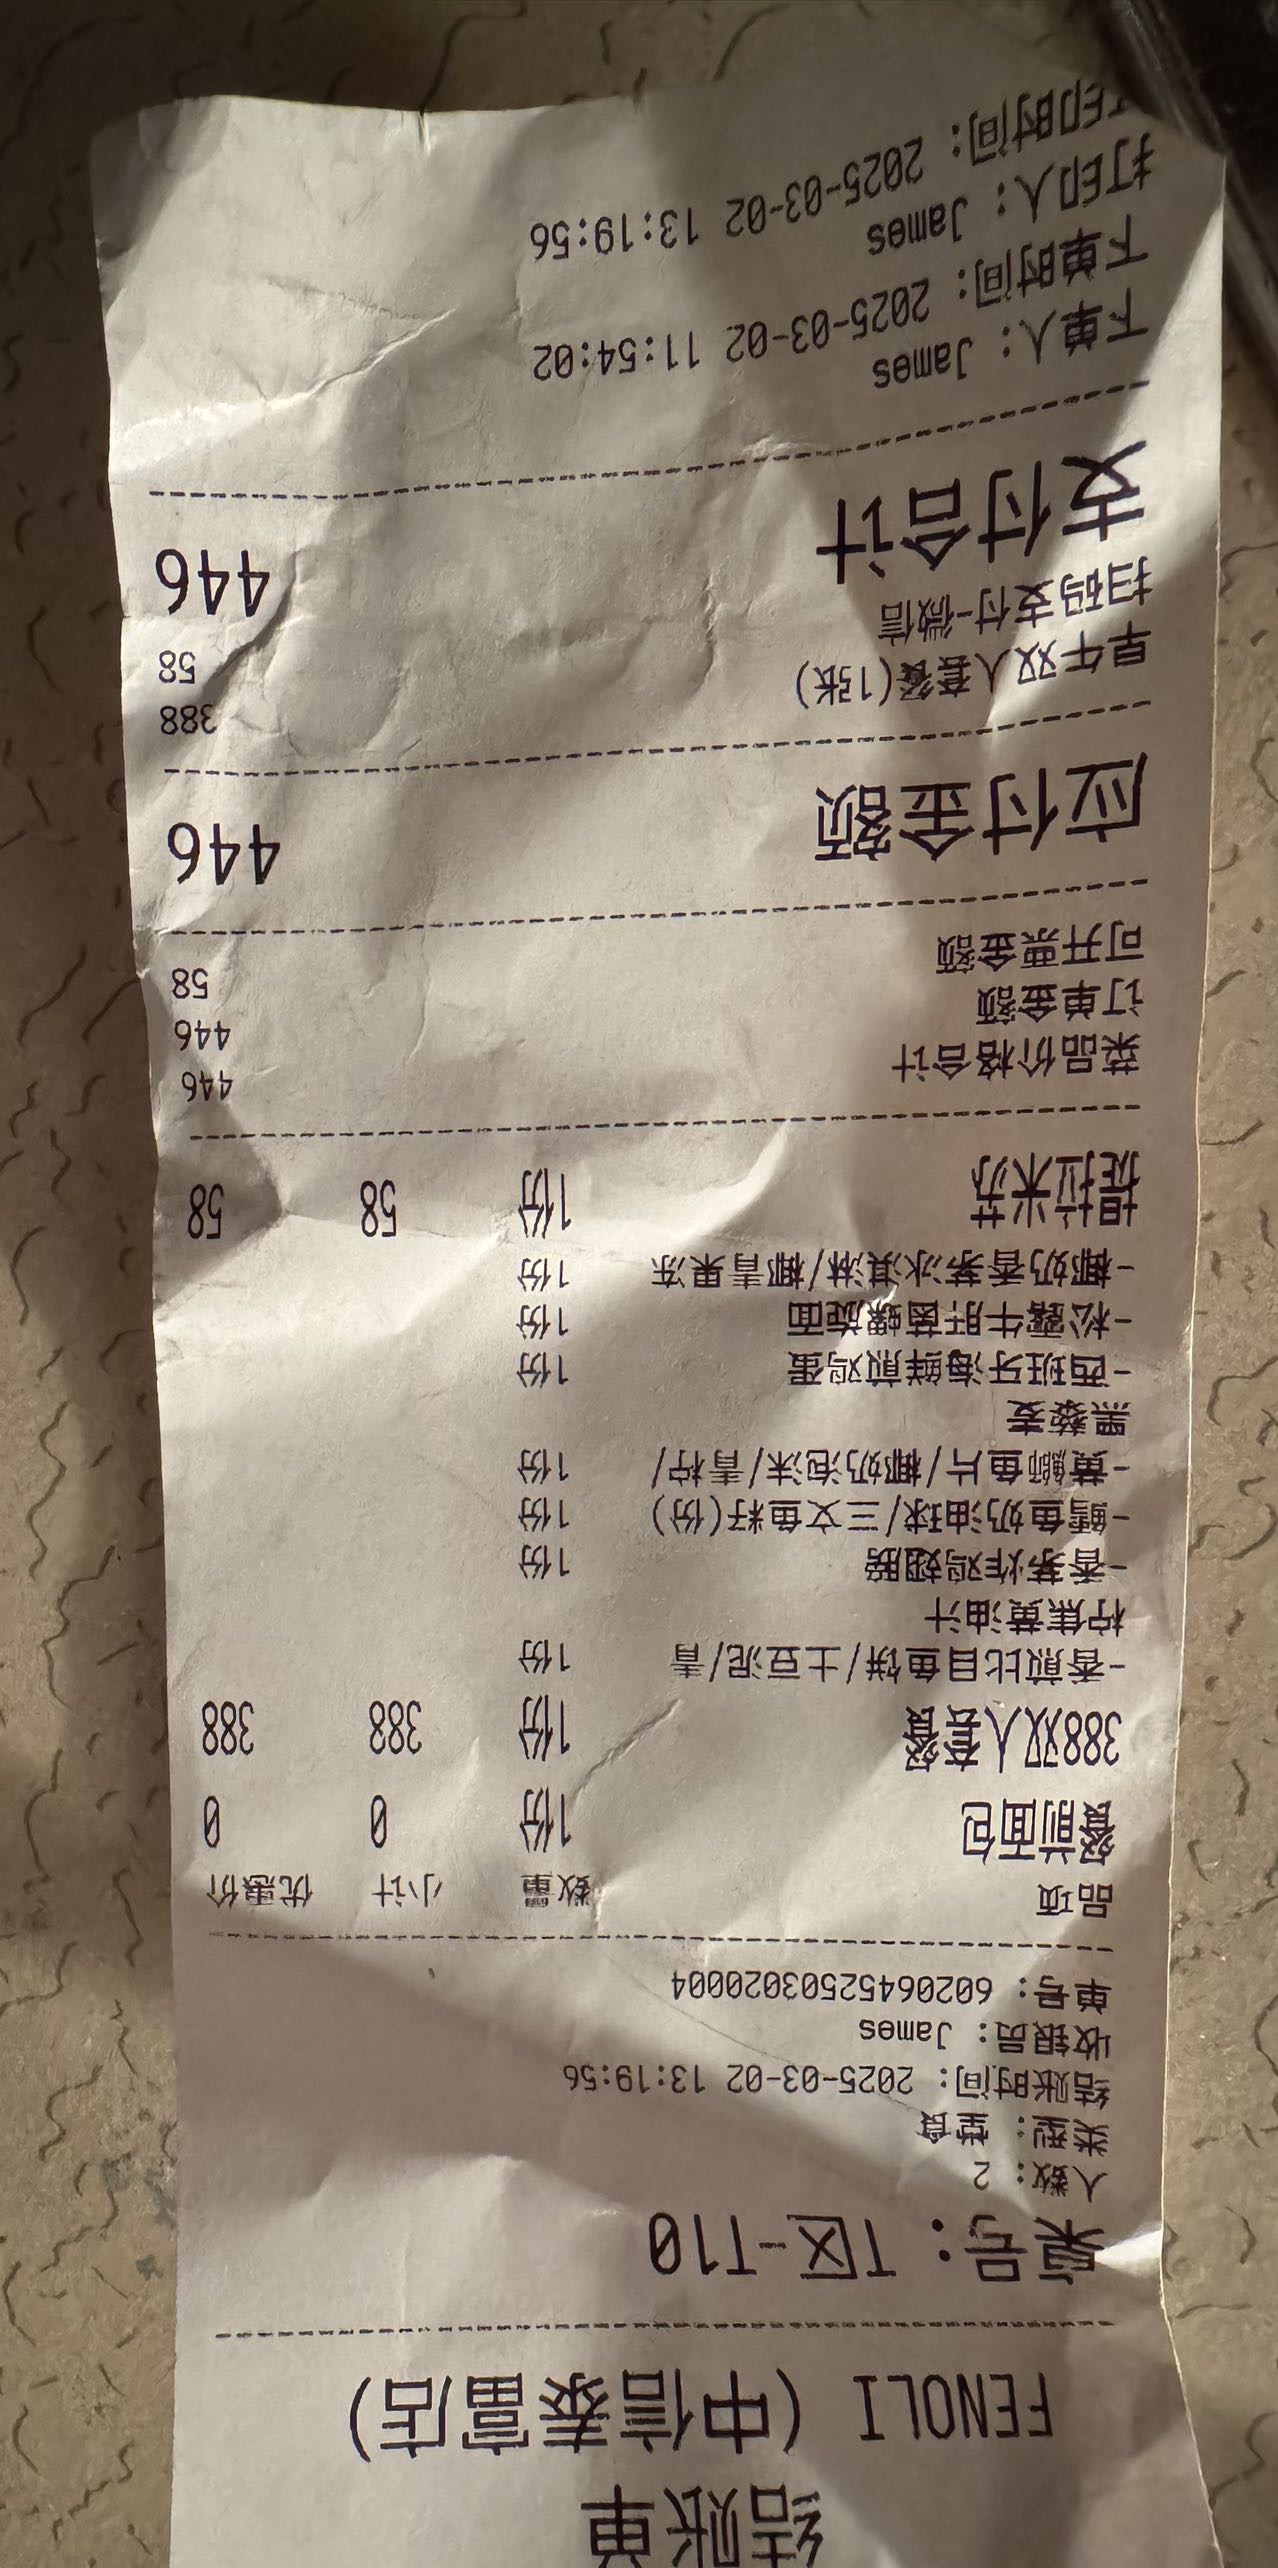 结账单
FENOLI (中信泰富店)
桌号: T区-T10
人数: 2
类型: 堂食
结账时间: 2025-03-02 13:19:56
收银员: James
单号: 60206452503020004
品项 数量 小计 优惠价
餐前面包 1份 0 0
388双人套餐 1份 388 388
-香煎比目鱼饼/土豆泥/青 1份
柠焦黄油汁
-香茅炸鸡翅膀 1份
-鳕鱼奶油球/三文鱼籽(份) 1份
-黄鰤鱼片/椰奶泡沫/青柠/ 1份
黑藜麦
-西班牙海鲜煎鸡蛋 1份
-松露牛肝菌螺旋面 1份
-椰奶香茅冰淇淋/椰青果冻 1份
提拉米苏 1份 58 58
菜品价格合计 446
订单金额 446
可开票金额 58
应付金额 446
早午双人套餐(1张) 388
扫码支付-微信 58
支付合计 446
下单人: James
下单时间: 2025-03-02 11:54:02
打印人: James
打印时间: 2025-03-02 13:19:56